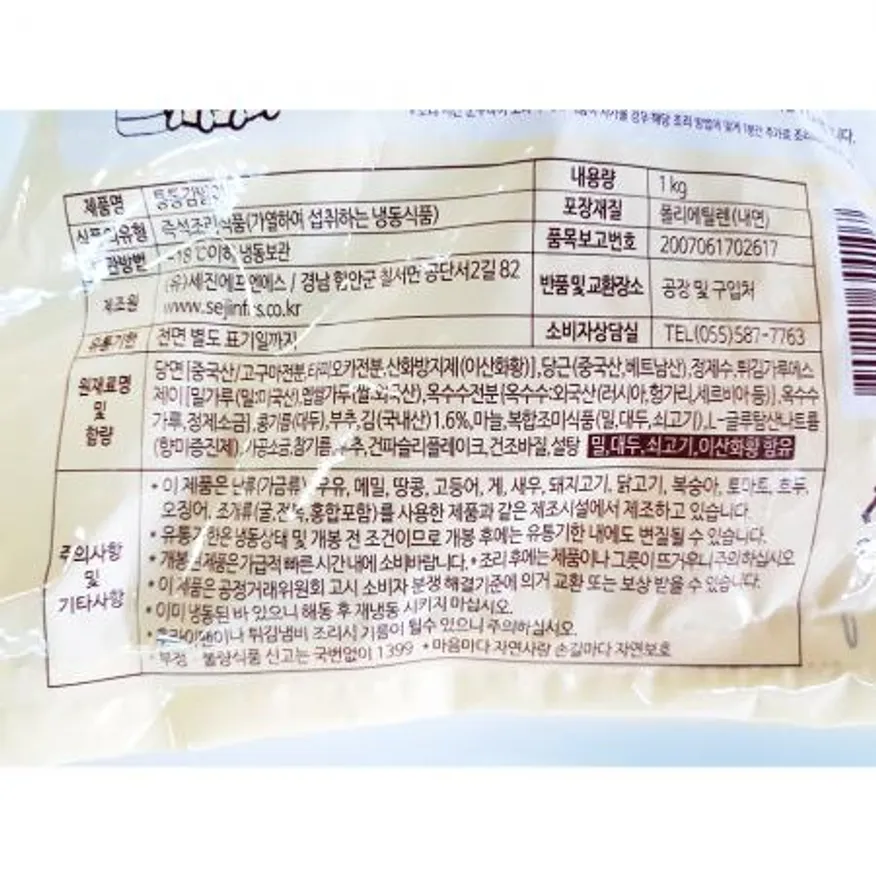 제품명 통통김말이 내용량 1kg
식품의유형 즉석조리식품(가열하여 섭취하는 냉동식품) 포장재질 폴리에틸렌(내면)
보관방법 -18℃이하 냉동보관 품목보고번호 2007061702617
제조원 (유)세진에프엔에스 / 경남 함안군 칠서면 공단서2길 82 반품 및 교환장소 공장 및 구입처
www.sejinfns.co.kr
유통기한 전면 별도 표기일까지 소비자상담실 TEL(055)587-7763
원재료명 및 함량
당면 [중국산/고구마전분,타피오카전분,산화방지제(이산화황)],당근(중국산,베트남산),정제수,튀김가루에스
제이[밀가루(밀:미국산),멥쌀가루(쌀:외국산),옥수수전분[옥수수:외국산(러시아,헝가리,세르비아 등)],옥수수
가루,정제소금],콩기름(대두),부추,김(국내산)1.6%,마늘,복합조미식품(밀,대두,쇠고기),L-글루탐산나트륨
(향미증진제),가공소금,참기름,후추,건파슬리플레이크,건조바질,설탕 밀,대두,쇠고기,이산화황 함유
주의사항 및 기타사항
* 이 제품은 난류(가금류), 우유, 메밀, 땅콩, 고등어, 게, 새우, 돼지고기, 닭고기, 복숭아, 토마토, 호두,
오징어, 조개류(굴,전복,홍합포함)를 사용한 제품과 같은 제조시설에서 제조하고 있습니다.
* 유통기한은 냉동상태 및 개봉 전 조건이므로 개봉 후에는 유통기한 내에도 변질될 수 있습니다.
* 개봉한 제품은 가급적 빠른 시간 내에 소비바랍니다. * 조리 후에는 제품이나 그릇이 뜨거우니 주의하십시오
* 이 제품은 공정거래위원회 고시 소비자 분쟁 해결기준에 의거 교환 또는 보상 받을 수 있습니다.
* 이미 냉동된 바 있으니 해동 후 재냉동 시키지 마십시오.
* 후라이팬이나 튀김냄비 조리시 기름이 튈수 있으니 주의하십시오.
* 부정 · 불량식품 신고는 국번없이 1399 * 마음마다 자연사랑 손길마다 자연보호